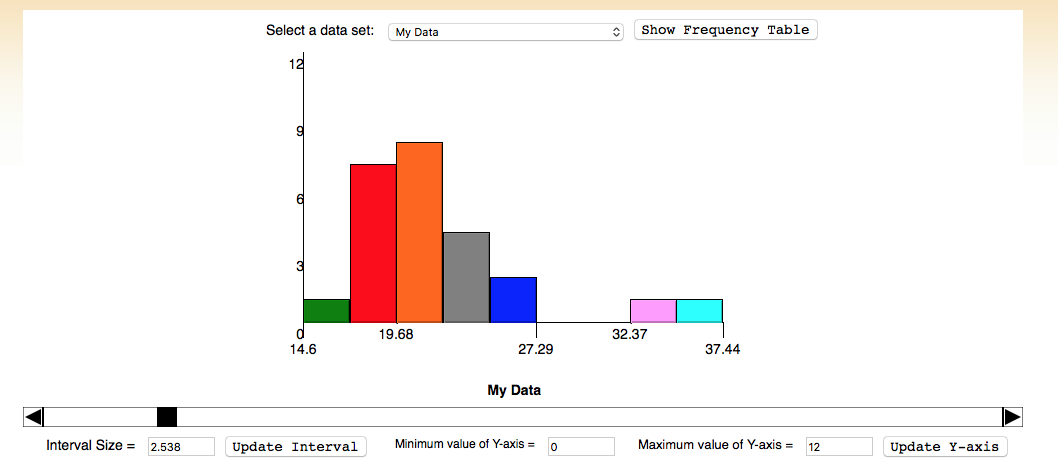 Select a data set: My Data Show Frequency Table
12
9
6
3
0
19.68 32.37
14.6 27.29 37.44
My Data
Interval Size = 2.538 Update Interval Minimum value of Y-axis = 0 Maximum value of Y-axis = 12 Update Y-axis